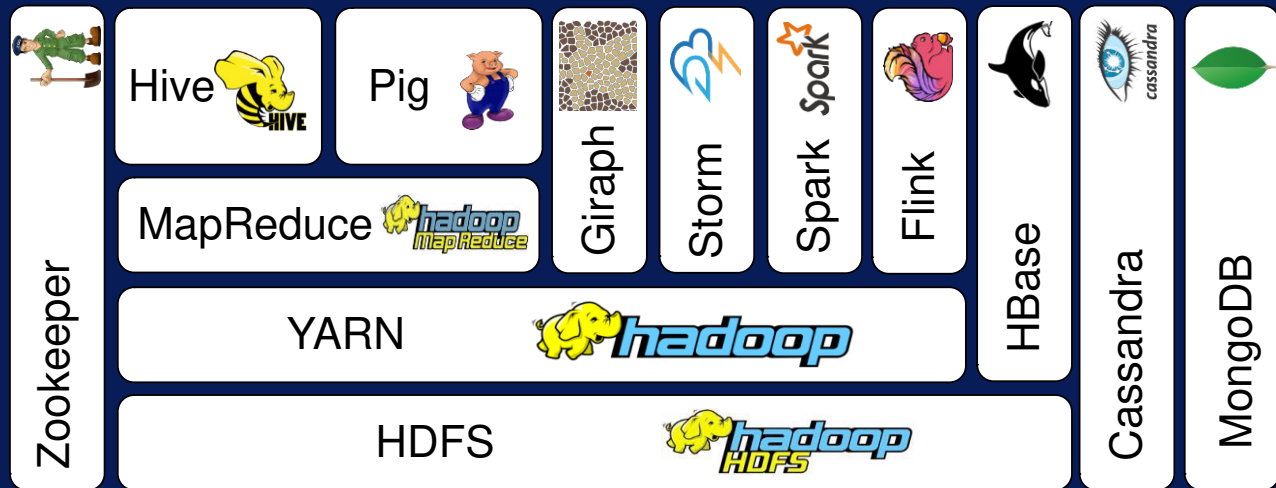 Zookeeper
Hive
HIVE
Pig
Giraph
Storm
Spark
Spark
Flink
HBase
cassandra
Cassandra
MongoDB
MapReduce
hadoop
Map Reduce
YARN
hadoop
HDFS
hadoop
HDFS